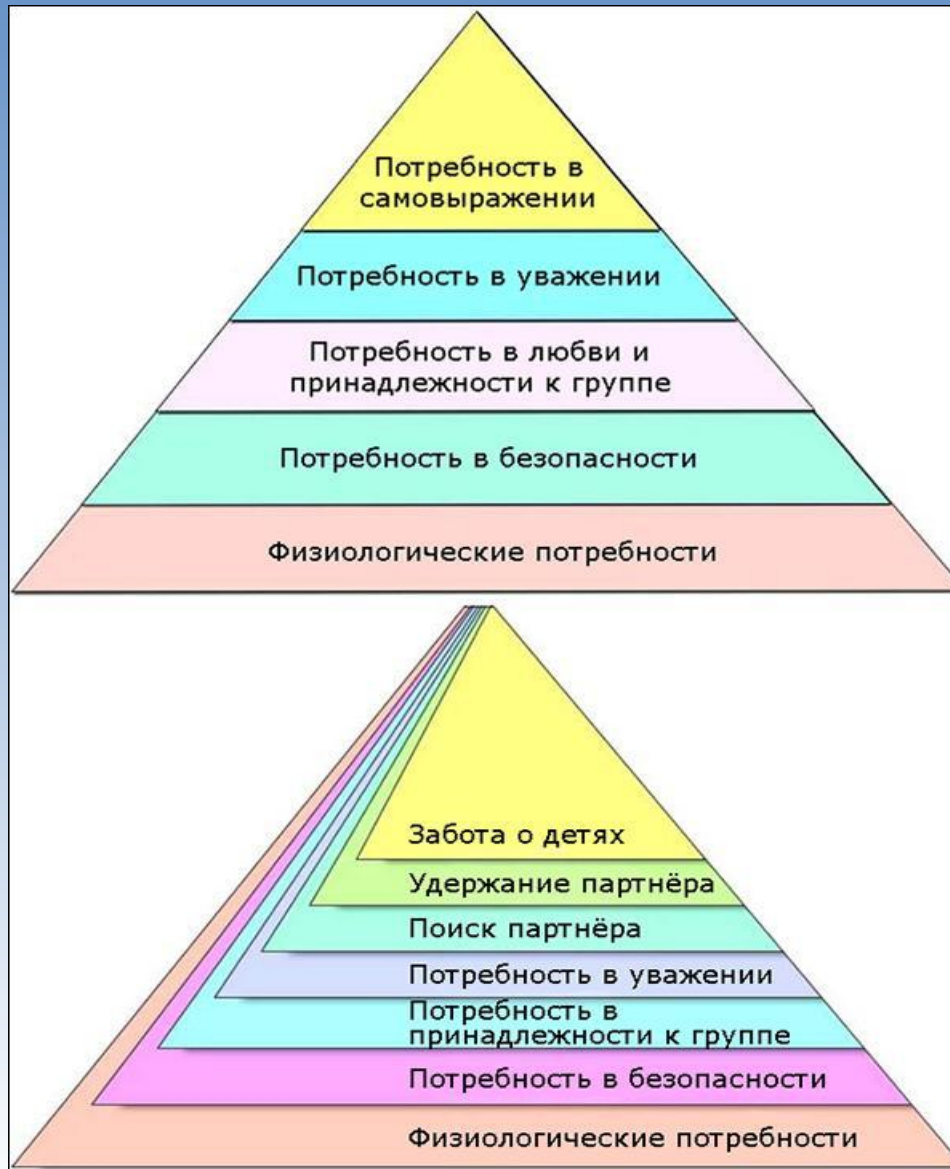 Потребность в
самовыражении
Потребность в уважении
Потребность в любви и
принадлежности к группе
Потребность в безопасности
Физиологические потребности
Забота о детях
Удержание партнёра
Поиск партнёра
Потребность в уважении
Потребность в
принадлежности к группе
Потребность в безопасности
Физиологические потребности